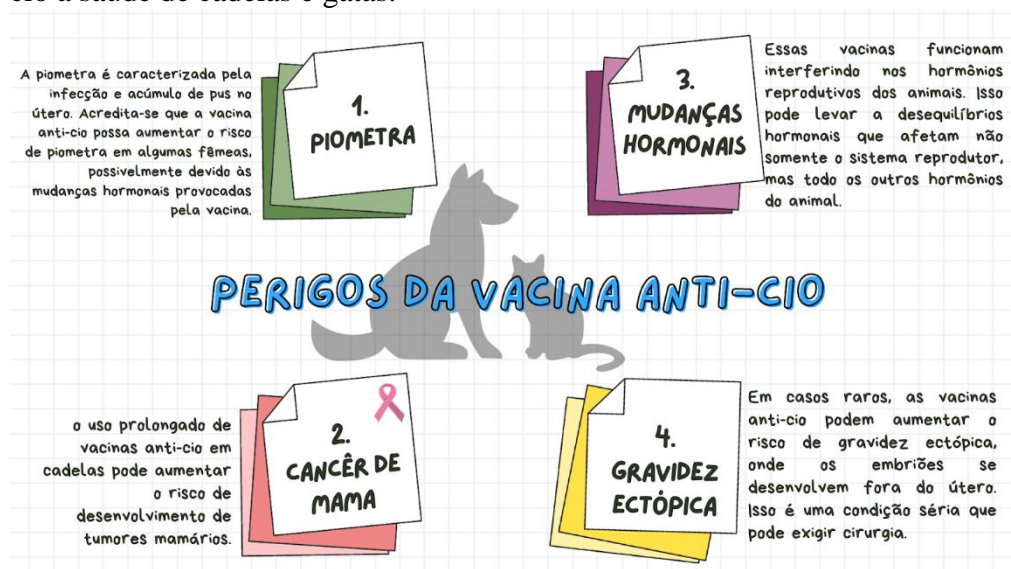 cio à saúde de cadelas e gatas.
A piometra é caracterizada pela
infecção e acúmulo de pus no
útero. Acredita-se que a vacina
anti-cio possa aumentar o risco
de piometra em algumas fêmeas,
possivelmente devido às
mudanças hormonais provocadas
pela vacina.
1.
PIOMETRA
3.
MUDANÇAS
HORMONAIS
Essas vacinas funcionam
interferindo nos hormônios
reprodutivos dos animais. Isso
pode levar a desequilíbrios
hormonais que afetam não
somente o sistema reprodutor,
mas todo os outros hormônios
do animal.
PERIGOS DA VACINA ANTI-CIO
o uso prolongado de
vacinas anti-cio em
cadelas pode aumentar
o risco de
desenvolvimento de
tumores mamários.
2.
CANCÊR DE
MAMA
4.
GRAVIDEZ
ECTÓPICA
Em casos raros, as vacinas
anti-cio podem aumentar o
risco de gravidez ectópica,
onde os embriões se
desenvolvem fora do útero.
Isso é uma condição séria que
pode exigir cirurgia.